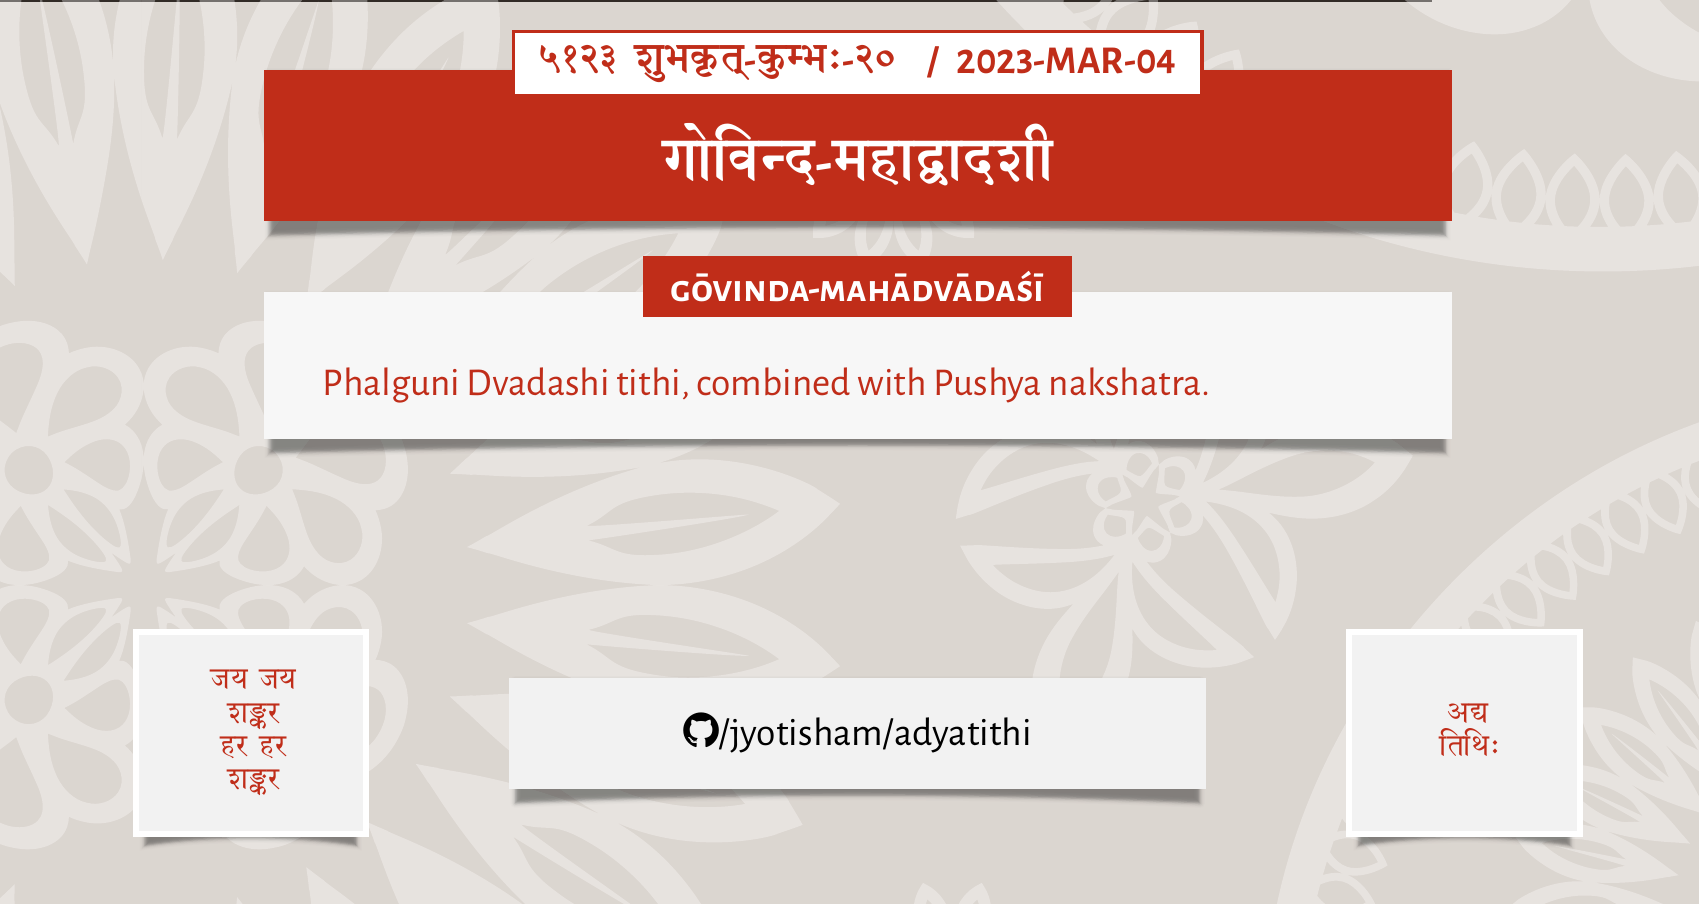 ५१२३ शुभकृत्-कुम्भः-२० / 2023-MAR-04
गोविन्द-महाद्वादशी
GŌVINDA-MAHĀDVĀDAŚĪ
Phalguni Dvadashi tithi, combined with Pushya nakshatra.
जय जय
शङ्कर
हर हर
शङ्कर
/jyotisham/adyatithi
अद्य
तिथिः